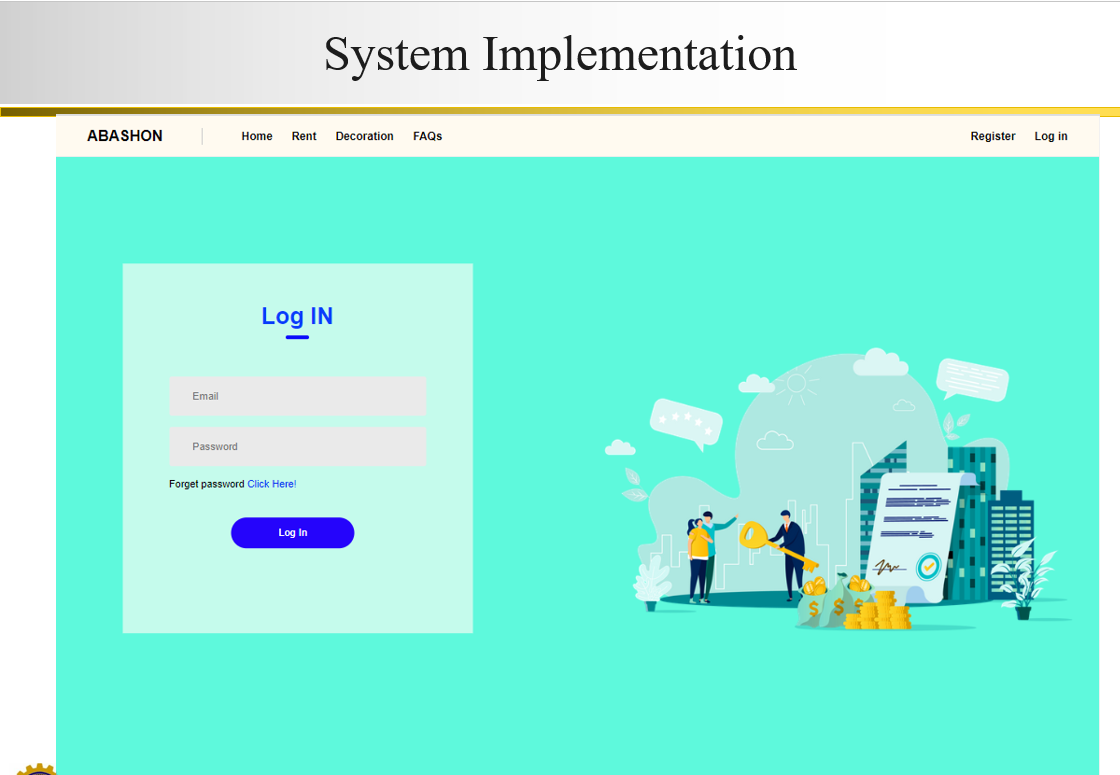 System Implementation
ABASHON Home Rent Decoration FAQs Register Log in
Log IN
Email
Password
Forget password Click Here!
Log In
$ $ $